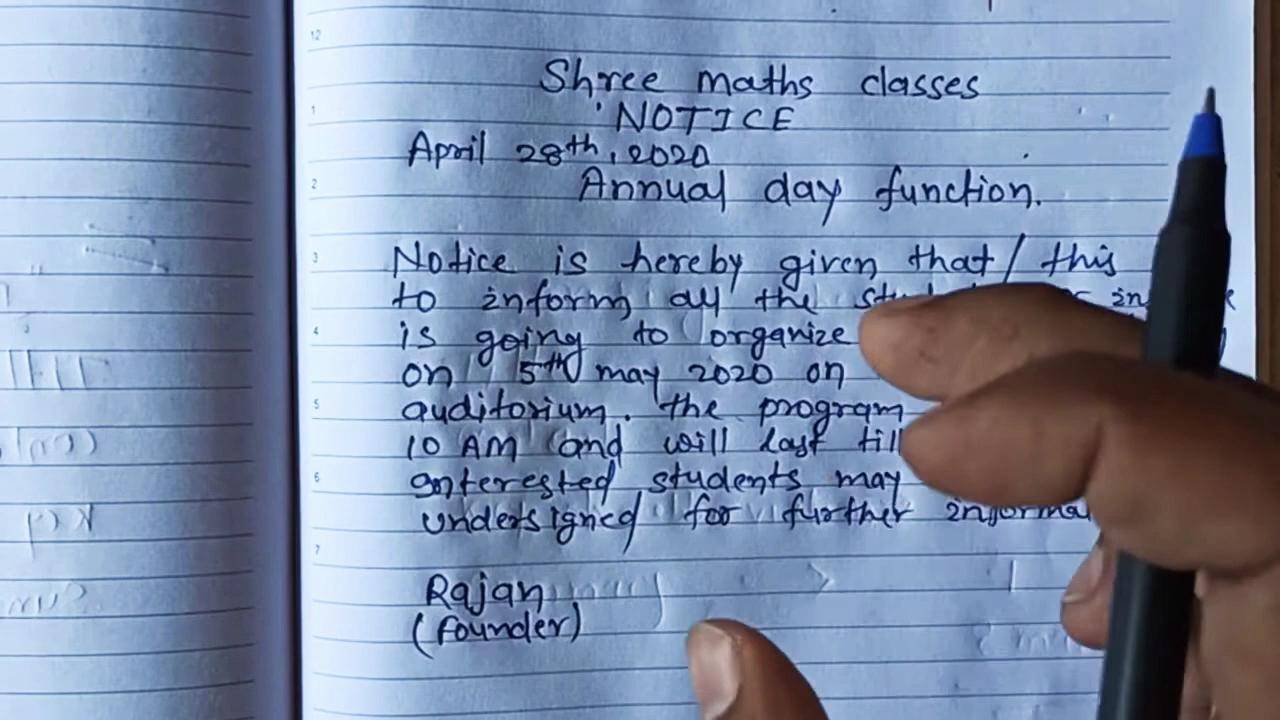 Shree maths classes
NOTICE
April 28th, 2020
Annual day function.
Notice is hereby given that / this
to inform all the
is going to organize
on 5th may 2020 on
auditorium. the program
10 AM and will last till
interested students may
undersigned for further
Rajan
(founder)